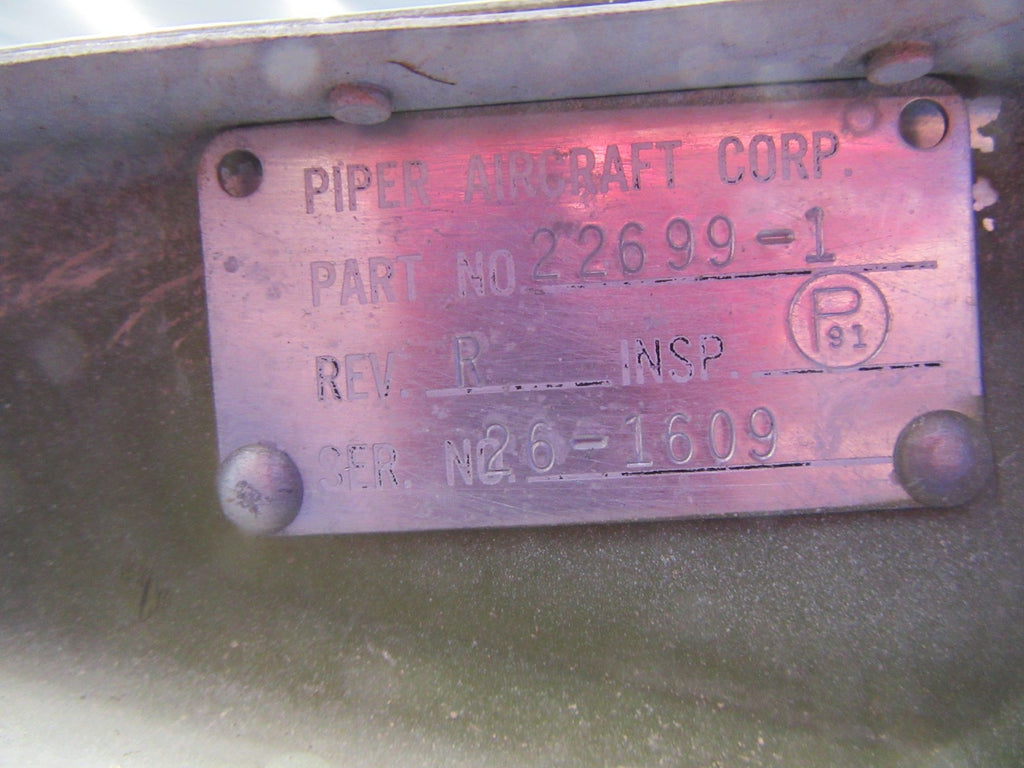 PIPER AIRCRAFT CORP.
PART NO 22699-1
REV. R INSP. P 91
SER. NO. 26-1609